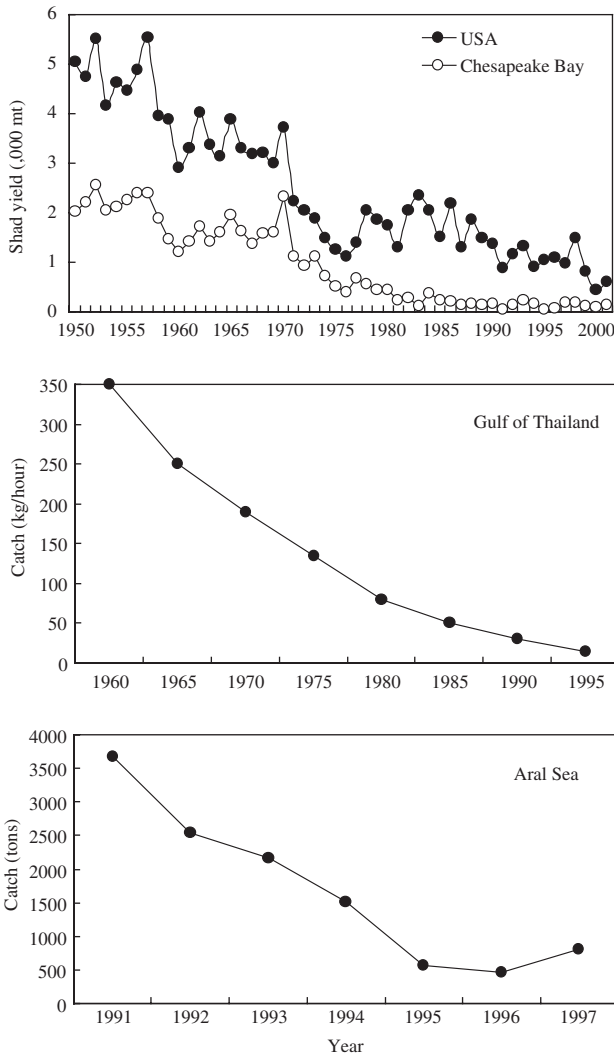 6
5
4
3
2
1
0
Shad yield (,000 mt)
USA
Chesapeake Bay
1950 1955 1960 1965 1970 1975 1980 1985 1990 1995 2000
350
300
250
200
150
100
50
0
Catch (kg/hour)
Gulf of Thailand
1960 1965 1970 1975 1980 1985 1990 1995
4000
3500
3000
2500
2000
1500
1000
500
0
Catch (tons)
Aral Sea
1991 1992 1993 1994 1995 1996 1997
Year